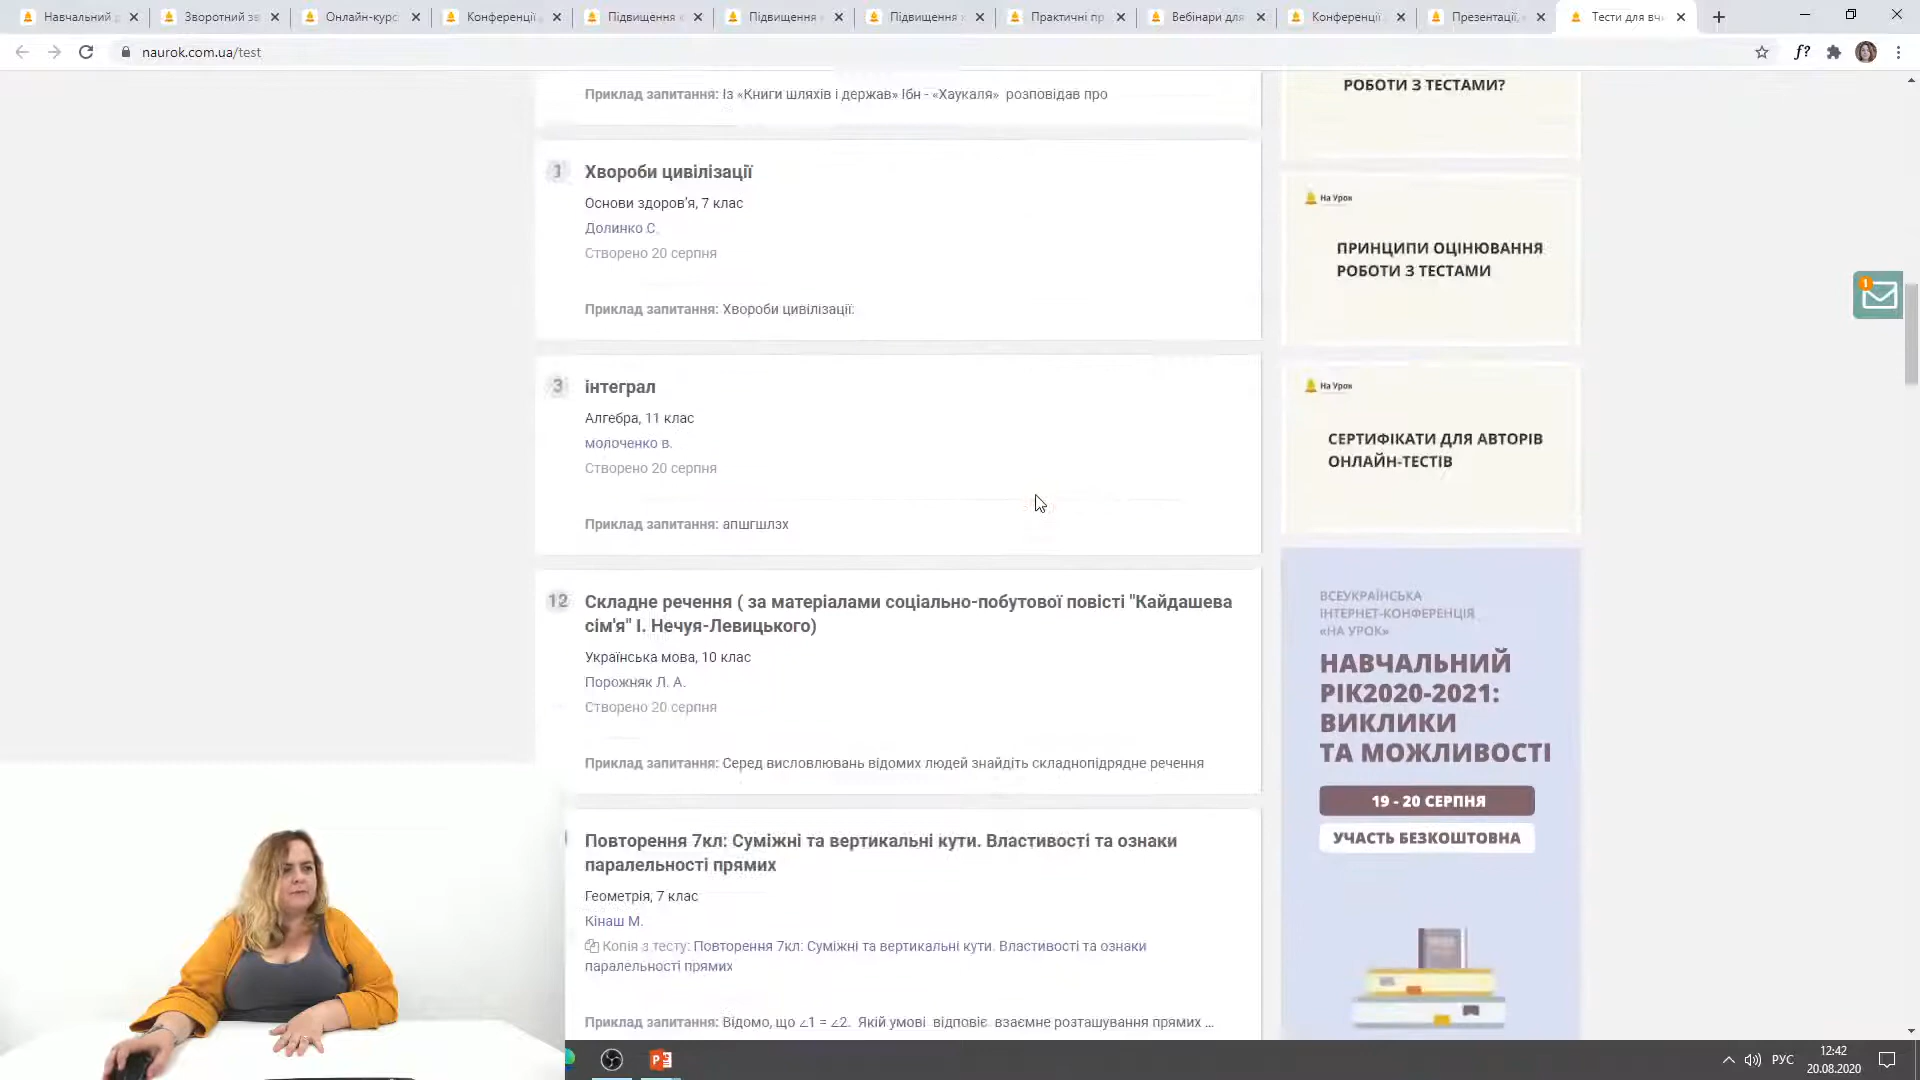 Навчальний
Зворотний зв
Онлайн-курс
Конференції
Підвищення
Підвищення
Підвищення
Практичні пр
Вебінари для
Конференції
Презентації,
Тести для вч
naurok.com.ua/test
f?
Приклад запитання: Із «Книги шляхів і держав» Ібн - «Хаукаля» розповідав про
1
Хвороби цивілізації
Основи здоров'я, 7 клас
Долинко С.
Створено 20 серпня
Приклад запитання: Хвороби цивілізації:
3
інтеграл
Алгебра, 11 клас
молоченко в.
Створено 20 серпня
Приклад запитання: апшгшлзх
12
Складне речення ( за матеріалами соціально-побутової повісті "Кайдашева
сім'я" І. Нечуя-Левицького)
Українська мова, 10 клас
Порожняк Л. А.
Створено 20 серпня
Приклад запитання: Серед висловлювань відомих людей знайдіть складнопідрядне речення
Повторення 7кл: Суміжні та вертикальні кути. Властивості та ознаки
паралельності прямих
Геометрія, 7 клас
Кінаш М.
Копія з тесту: Повторення 7кл: Суміжні та вертикальні кути. Властивості та ознаки
паралельності прямих
Приклад запитання: Відомо, що ∠1 = ∠2. Якій умові відповіє взаємне розташування прямих ...
РОБОТИ З ТЕСТАМИ?
На Урок
ПРИНЦИПИ ОЦІНЮВАННЯ
РОБОТИ З ТЕСТАМИ
На Урок
СЕРТИФІКАТИ ДЛЯ АВТОРІВ
ОНЛАЙН-ТЕСТІВ
1
ВСЕУКРАЇНСЬКА
ІНТЕРНЕТ-КОНФЕРЕНЦІЯ
«НА УРОК»
НАВЧАЛЬНИЙ
РІК2020-2021:
ВИКЛИКИ
ТА МОЖЛИВОСТІ
19 - 20 СЕРПНЯ
УЧАСТЬ БЕЗКОШТОВНА
P
РУС
12:42
20.08.2020